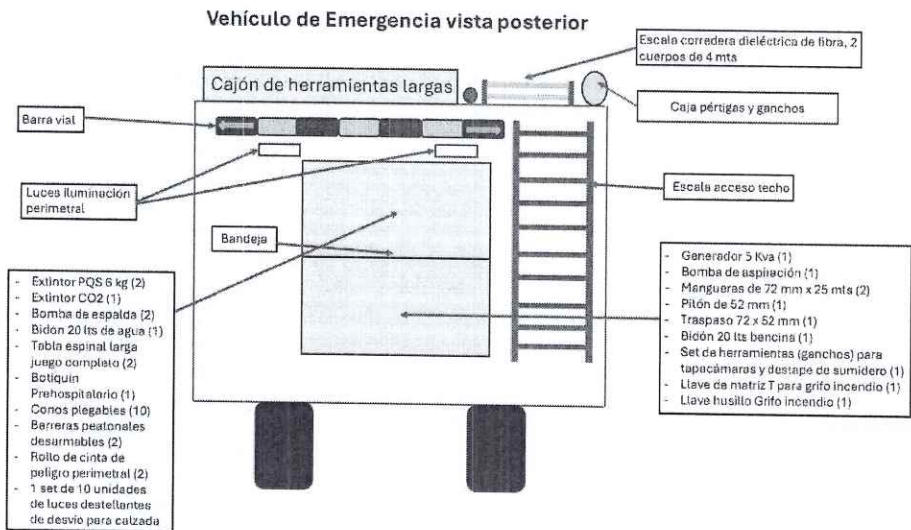 Vehículo de Emergencia vista posterior
Escala corredera dieléctrica de fibra, 2
cuerpos de 4 mts
Cajón de herramientas largas
Caja pértigas y ganchos
Barra vial
Luces iluminación
perimetral
Escala acceso techo
Bandeja
- Extintor PQS 6 kg (2)
- Extintor CO2 (1)
- Bomba de espalda (2)
- Bidón 20 lts de agua (1)
- Tabla espinal larga
juego completo (2)
- Botiquin
Prehospitalario (1)
- Conos plegables (10)
- Barreras peatonales
desarmables (2)
- Rollo de cinta de
peligro perimetral (2)
- 1 set de 10 unidades
de luces destellantes
de desvío para calzada
- Generador 5 Kva (1)
- Bomba de aspiración (1)
- Mangueras de 72 mm x 25 mts (2)
- Pitón de 52 mm (1)
- Traspaso 72 x 52 mm (1)
- Bidón 20 lts bencina (1)
- Set de herramientas (ganchos) para
tapacámaras y destape de sumidero (1)
- Llave de matriz T para grifo incendio (1)
- Llave husillo Grifo incendio (1)